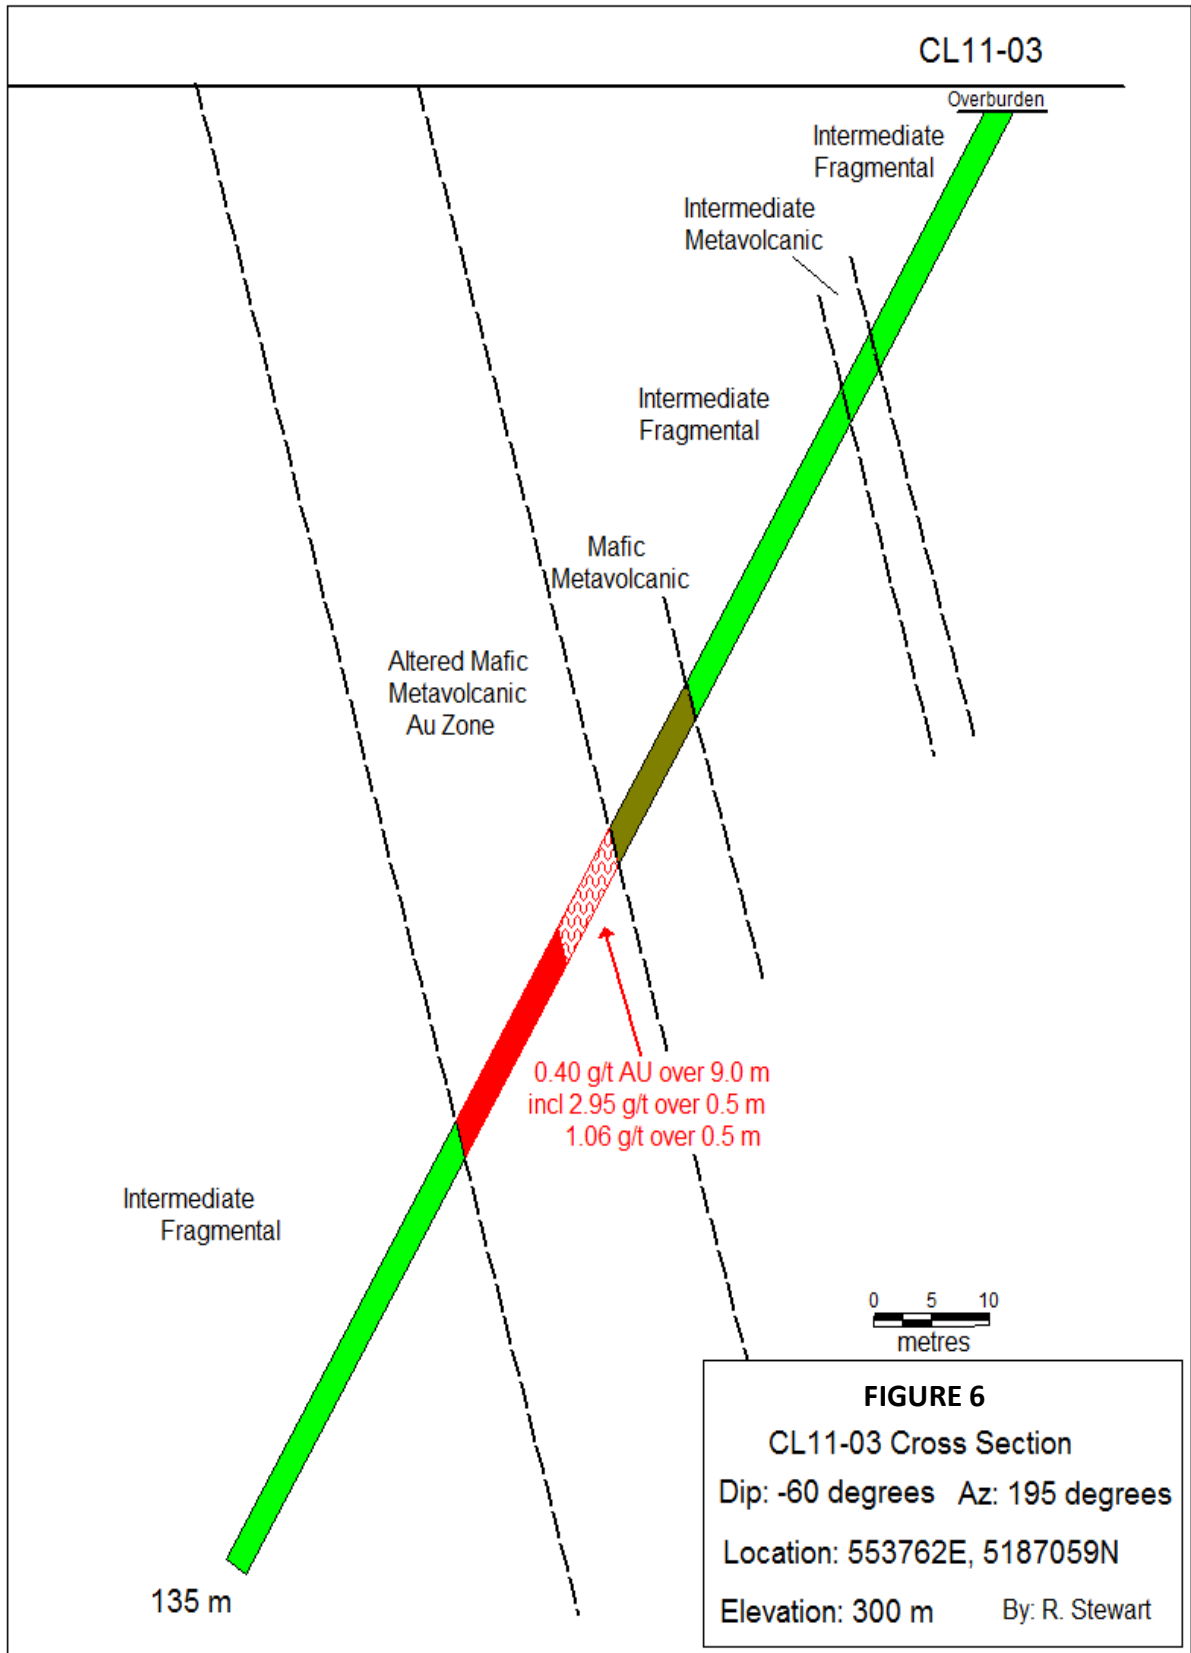 CL11-03
Overburden
Intermediate
Fragmental
Intermediate
Metavolcanic
Intermediate
Fragmental
Mafic
Metavolcanic
Altered Mafic
Metavolcanic
Au Zone
0.40 g/t AU over 9.0 m
incl 2.95 g/t over 0.5 m
1.06 g/t over 0.5 m
Intermediate
Fragmental
135 m
0 5 10
metres
FIGURE 6
CL11-03 Cross Section
Dip: -60 degrees Az: 195 degrees
Location: 553762E, 5187059N
Elevation: 300 m By: R. Stewart